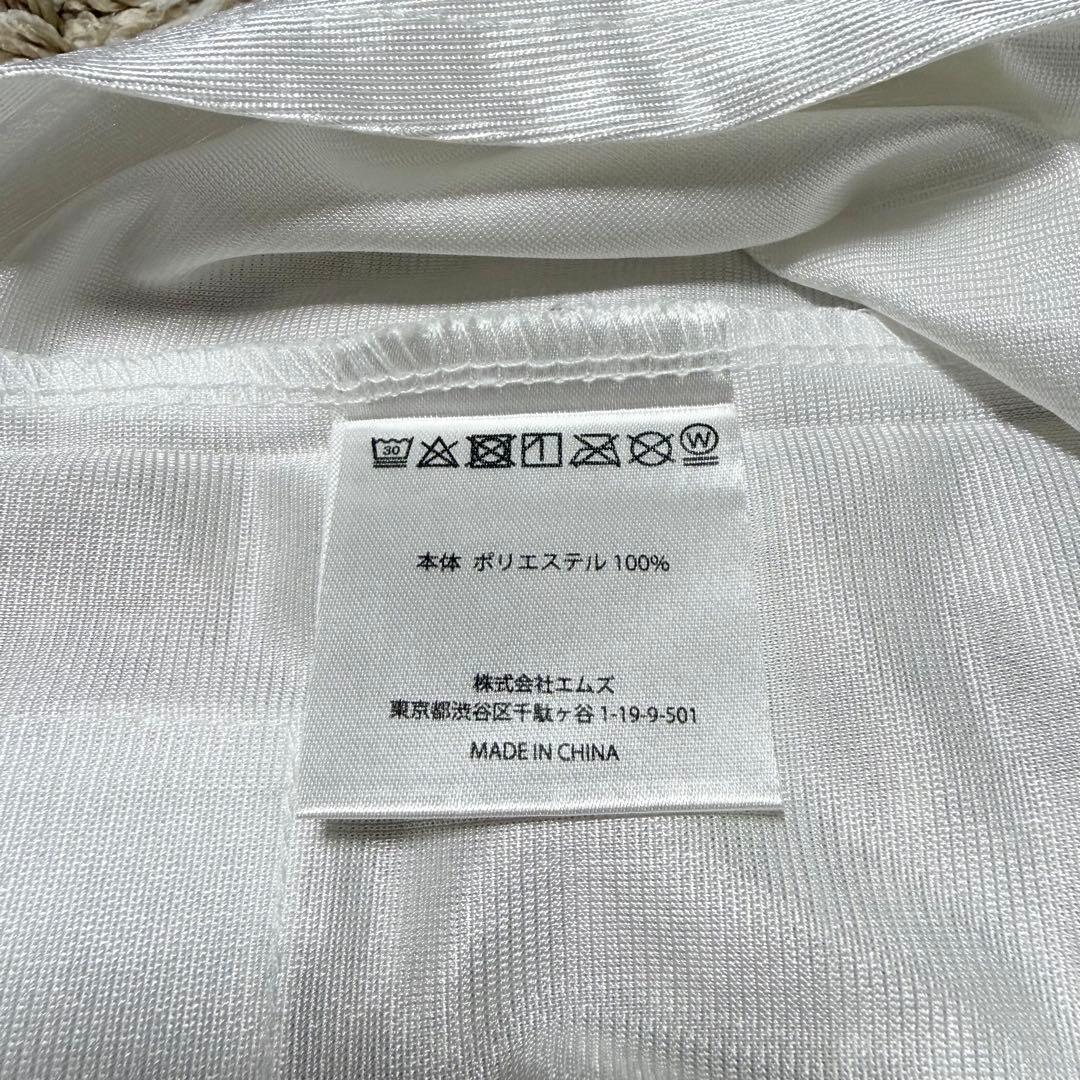 30 W
本体 ポリエステル 100%
株式会社エムズ
東京都渋谷区千駄ヶ谷 1-19-9-501
MADE IN CHINA